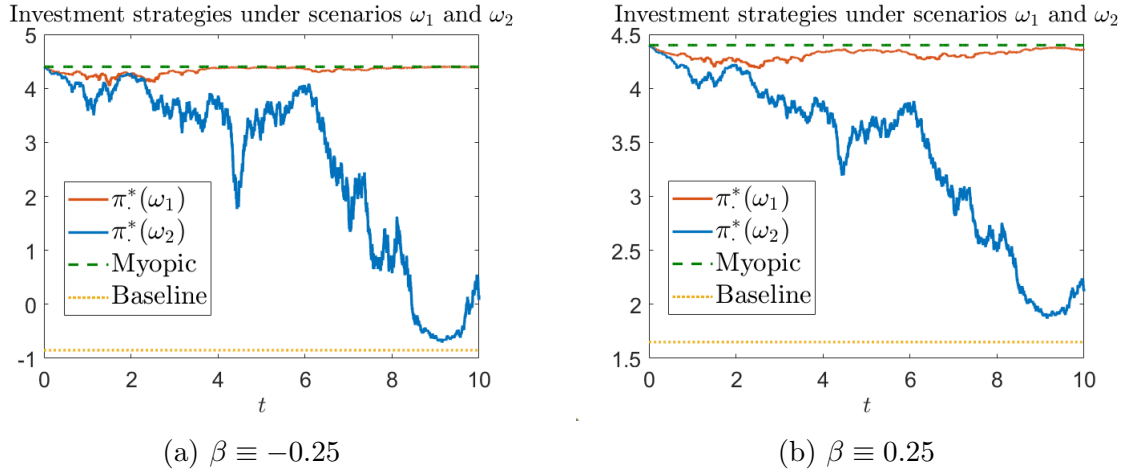 Investment strategies under scenarios ω₁ and ω₂
5
4
3
2
1
0
-1
π*.(ω₁)
π*.(ω₂)
Myopic
Baseline
0 2 4 6 8 10
t
(a) β ≡ −0.25
Investment strategies under scenarios ω₁ and ω₂
4.5
4
3.5
3
2.5
2
1.5
π*.(ω₁)
π*.(ω₂)
Myopic
Baseline
0 2 4 6 8 10
t
(b) β ≡ 0.25